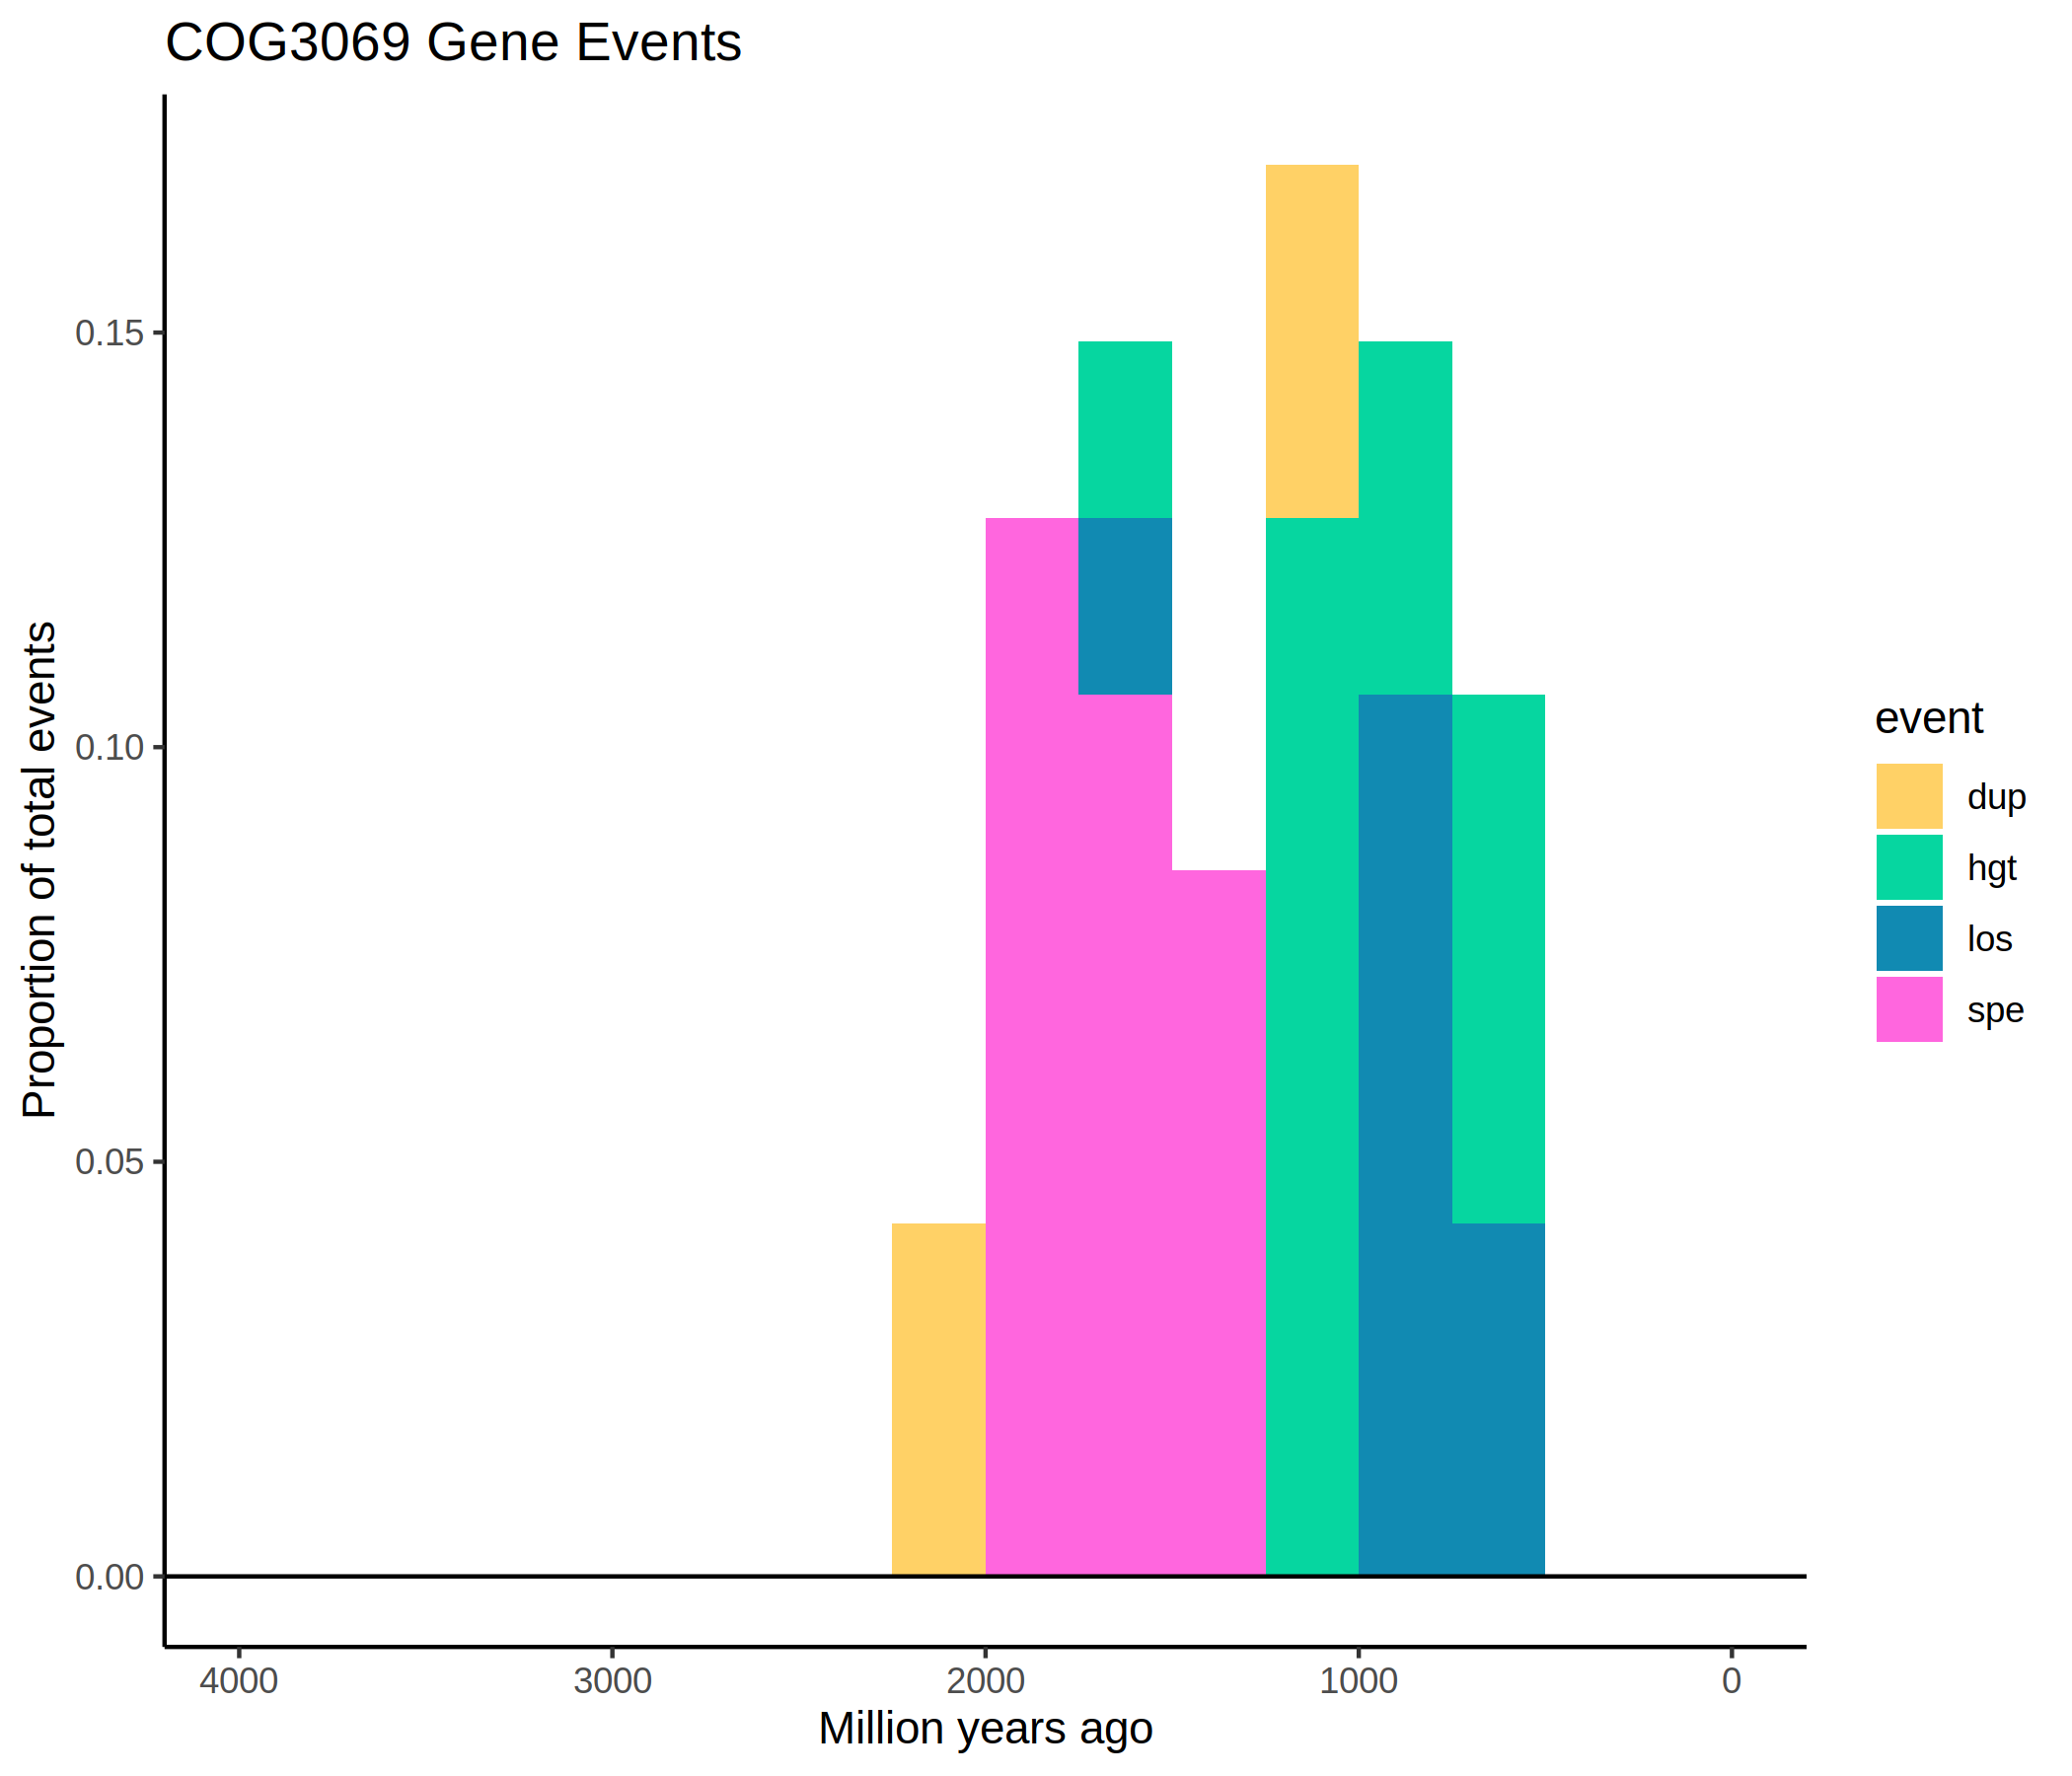 COG3069 Gene Events
Proportion of total events
0.15
0.10
0.05
0.00
4000 3000 2000 1000 0
Million years ago
event
dup
hgt
los
spe